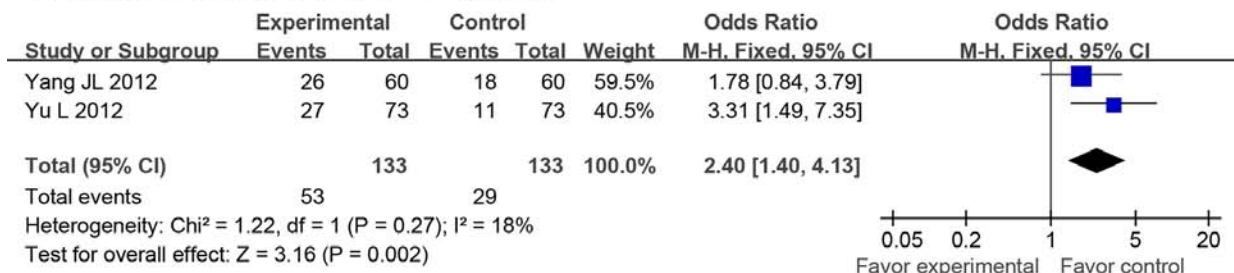 Experimental Control Odds Ratio Odds Ratio
Study or Subgroup Events Total Events Total Weight M-H, Fixed, 95% CI M-H, Fixed, 95% CI
Yang JL 2012 26 60 18 60 59.5% 1.78 [0.84, 3.79]
Yu L 2012 27 73 11 73 40.5% 3.31 [1.49, 7.35]
Total (95% CI) 133 133 100.0% 2.40 [1.40, 4.13]
Total events 53 29
Heterogeneity: Chi² = 1.22, df = 1 (P = 0.27); I² = 18%
Test for overall effect: Z = 3.16 (P = 0.002)
0.05 0.2 1 5 20
Favor experimental Favor control